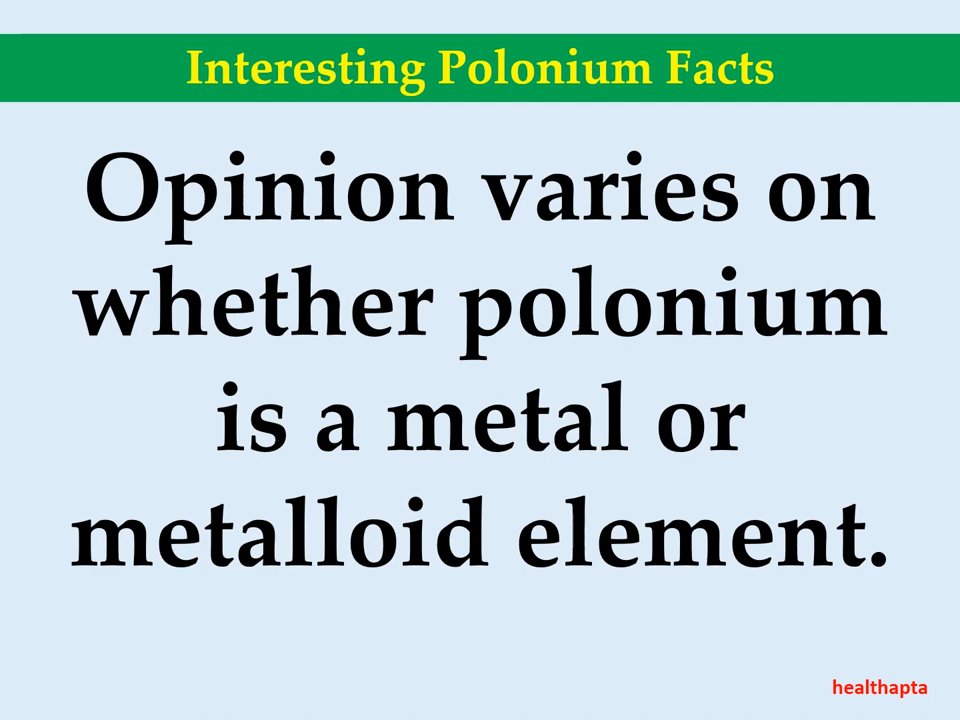 Interesting Polonium Facts
Opinion varies on
whether polonium
is a metal or
metalloid element.
healthapta